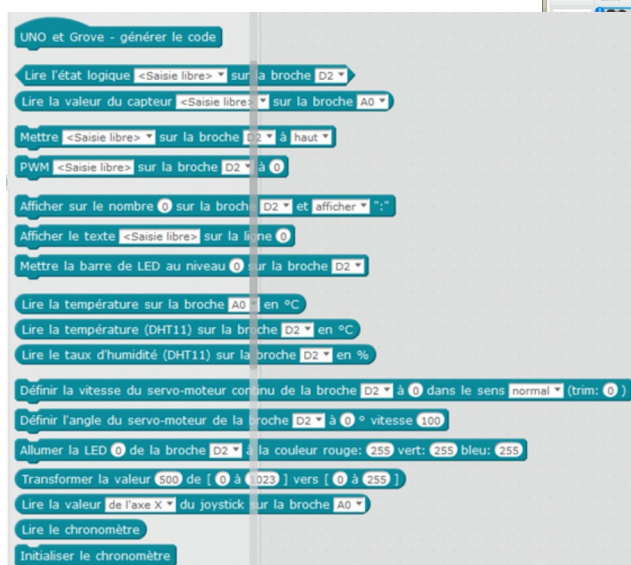 UNO et Grove - générer le code
Lire l'état logique <Saisie libre> sur la broche D2
Lire la valeur du capteur <Saisie libre> sur la broche A0
Mettre <Saisie libre> sur la broche D2 à haut
PWM <Saisie libre> sur la broche D2 à 0
Afficher sur le nombre 0 sur la broche D2 et afficher ":"
Afficher le texte <Saisie libre> sur la ligne 0
Mettre la barre de LED au niveau 0 sur la broche D2
Lire la température sur la broche A0 en °C
Lire la température (DHT11) sur la broche D2 en °C
Lire le taux d'humidité (DHT11) sur la broche D2 en %
Définir la vitesse du servo-moteur continu de la broche D2 à 0 dans le sens normal (trim: 0 )
Définir l'angle du servo-moteur de la broche D2 à 0 ° vitesse 100
Allumer la LED 0 de la broche D2 à la couleur rouge: 255 vert: 255 bleu: 255
Transformer la valeur 500 de [ 0 à 1023 ] vers [ 0 à 255 ]
Lire la valeur de l'axe X du joystick sur la broche A0
Lire le chronomètre
Initialiser le chronomètre